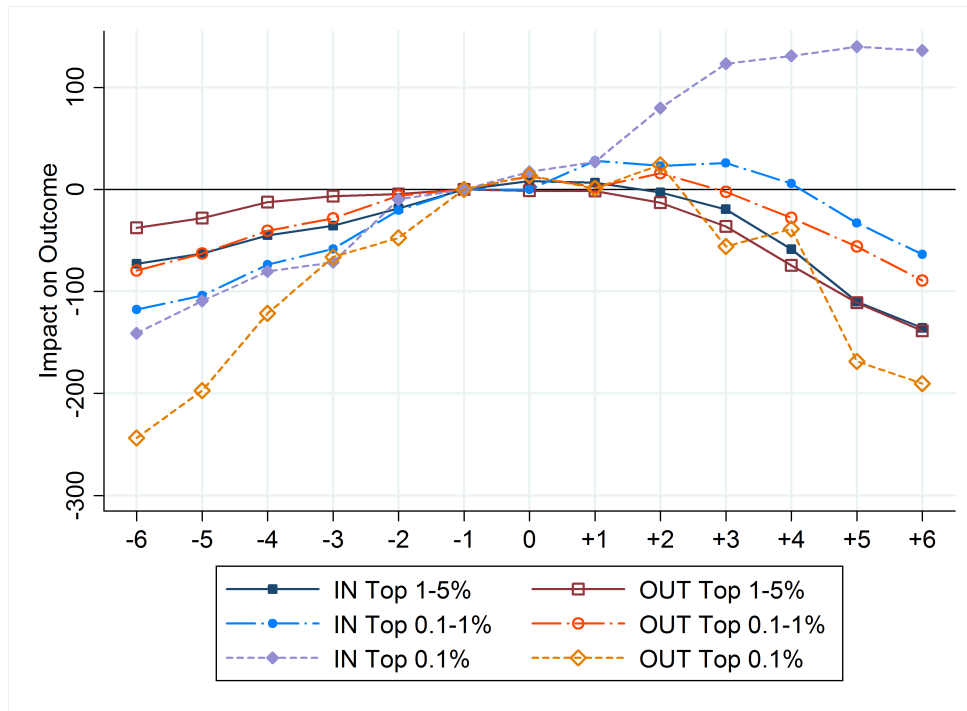 Impact on Outcome
100
0
-100
-200
-300
-6 -5 -4 -3 -2 -1 0 +1 +2 +3 +4 +5 +6
IN Top 1-5% OUT Top 1-5%
IN Top 0.1-1% OUT Top 0.1-1%
IN Top 0.1% OUT Top 0.1%